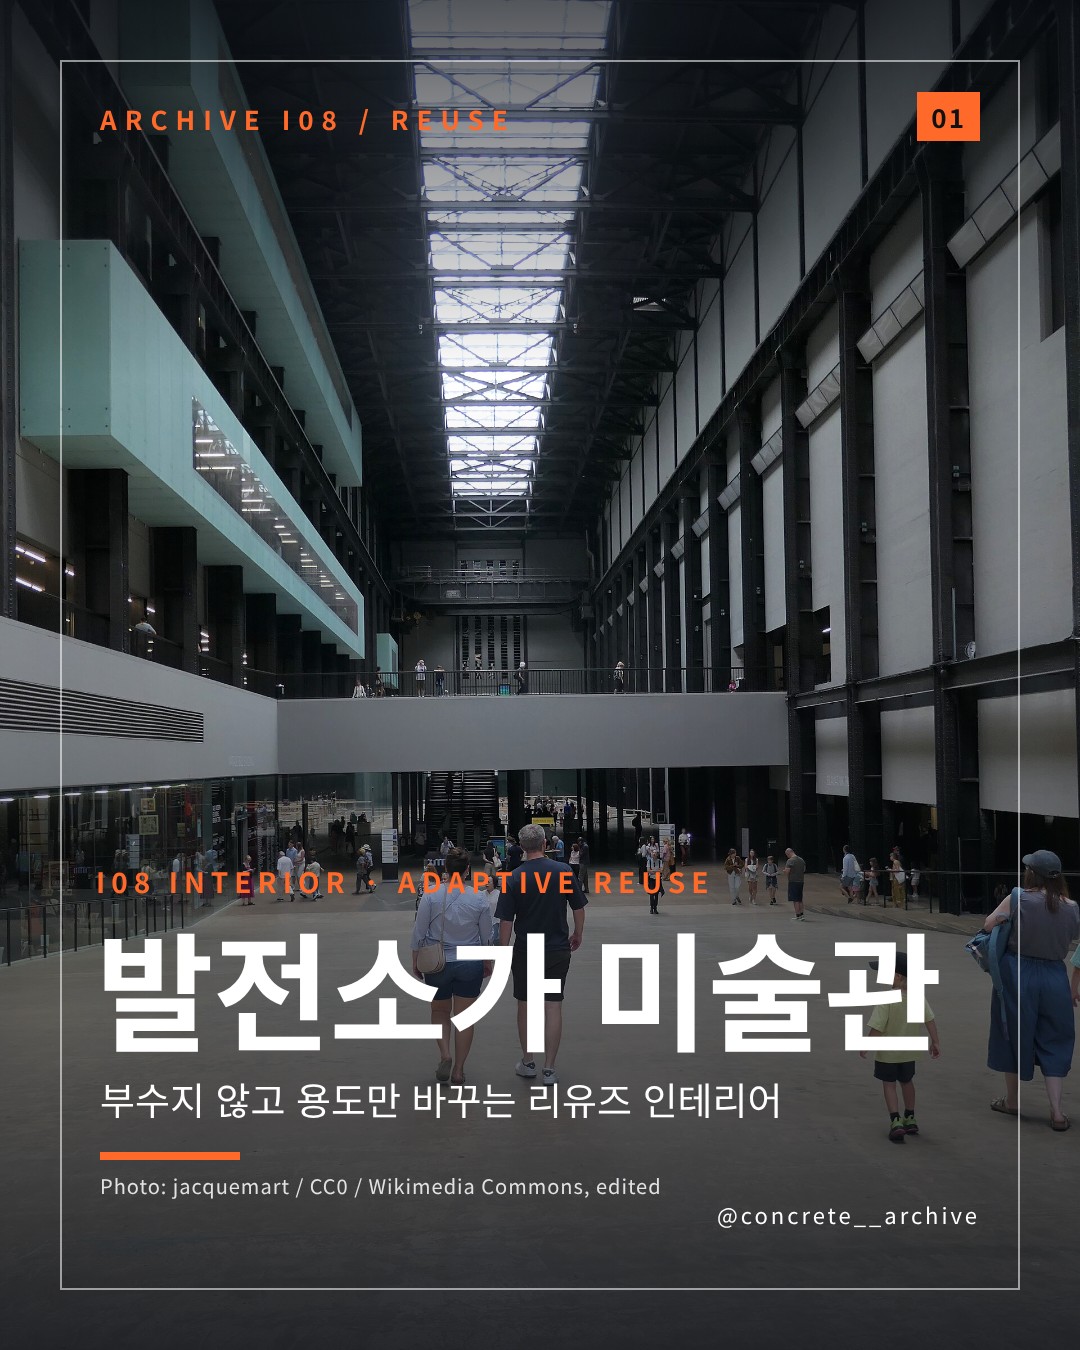 ARCHIVE I08 / REUSE
01
I08 INTERIOR · ADAPTIVE REUSE
발전소가 미술관
부수지 않고 용도만 바꾸는 리유즈 인테리어
Photo: jacquemart / CC0 / Wikimedia Commons, edited
@concrete__archive